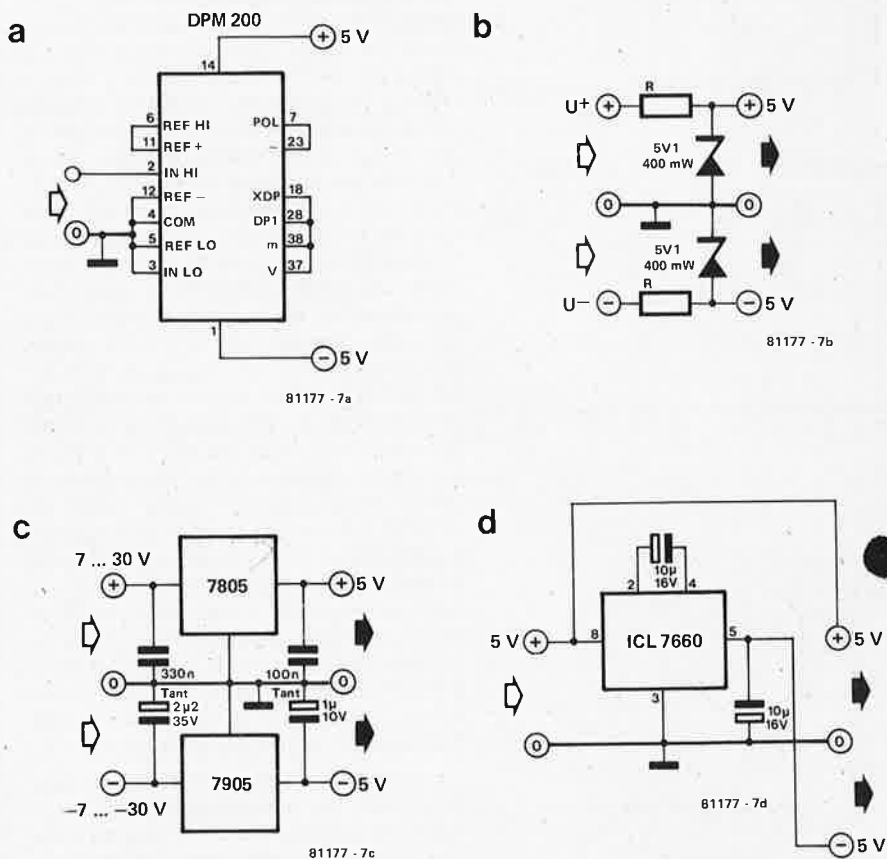 a
DPM 200
+ 5 V
14
6 REF HI
11 REF +
2 IN HI
12 REF −
4 COM
5 REF LO
3 IN LO
0
POL 7
− 23
XDP 18
DP1 28
m 38
V 37
1
− 5 V
81177 - 7a
b
U+ + R + 5 V
5V1
400 mW
0 0
5V1
400 mW
U− − R − 5 V
81177 - 7b
c
7 ... 30 V
+ 7805 + 5 V
0 330n 100n 0
Tant Tant
2µ2 1µ
35V 10V
− 7905 − 5 V
−7 ... −30 V
81177 - 7c
d
10µ
16V
2 4
5 V + 8 ICL 7660 5 + 5 V
3
10µ
16V
0 0
81177 - 7d
− 5 V